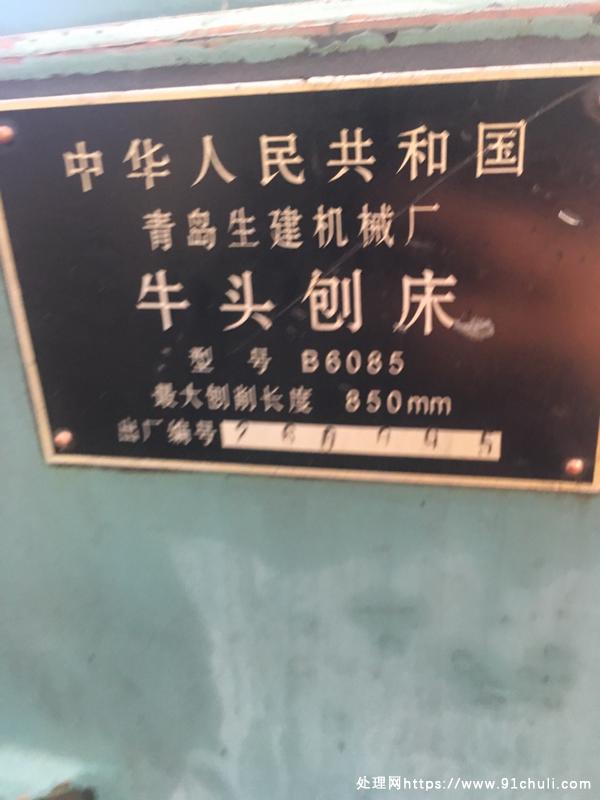 中华人民共和国
青岛生建机械厂
牛头刨床
型号 B6085
最大刨削长度 850mm
出厂编号
处理网https://www.91chuli.com